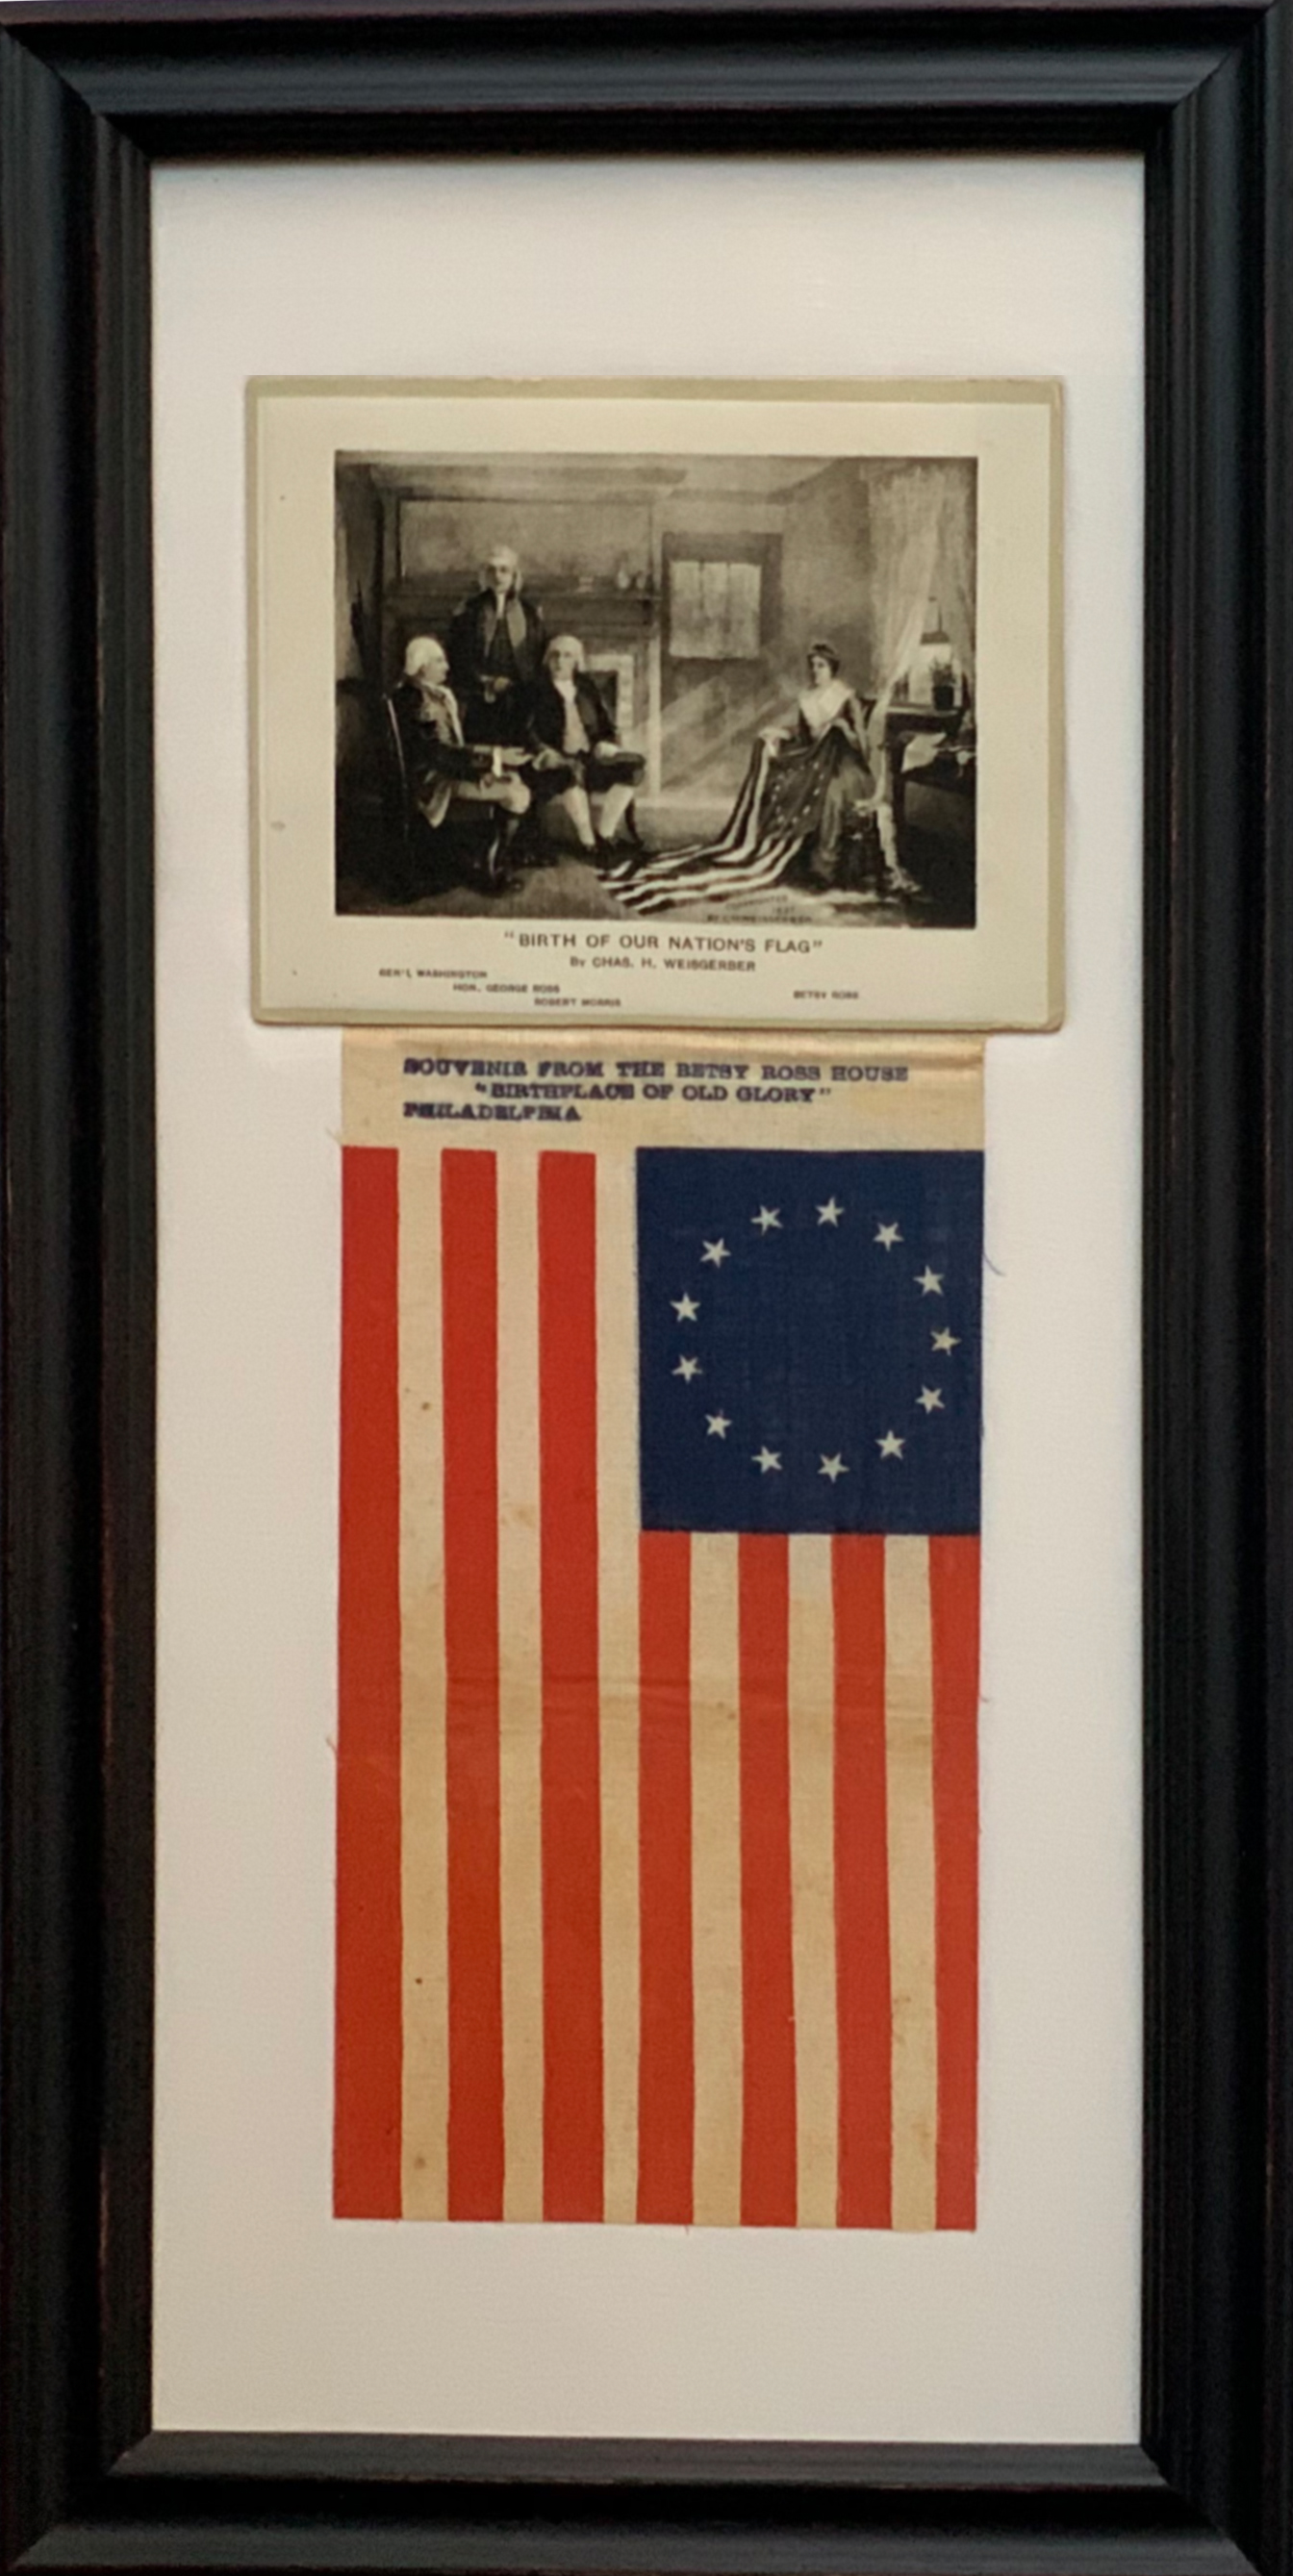 "BIRTH OF OUR NATION'S FLAG"
BY CHAS. H. WEISGERBER
GEN'L WASHINGTON
HON. GEORGE ROSS
ROBERT MORRIS
BETSY ROSS
SOUVENIR FROM THE BETSY ROSS HOUSE
"BIRTHPLACE OF OLD GLORY"
PHILADELPHIA